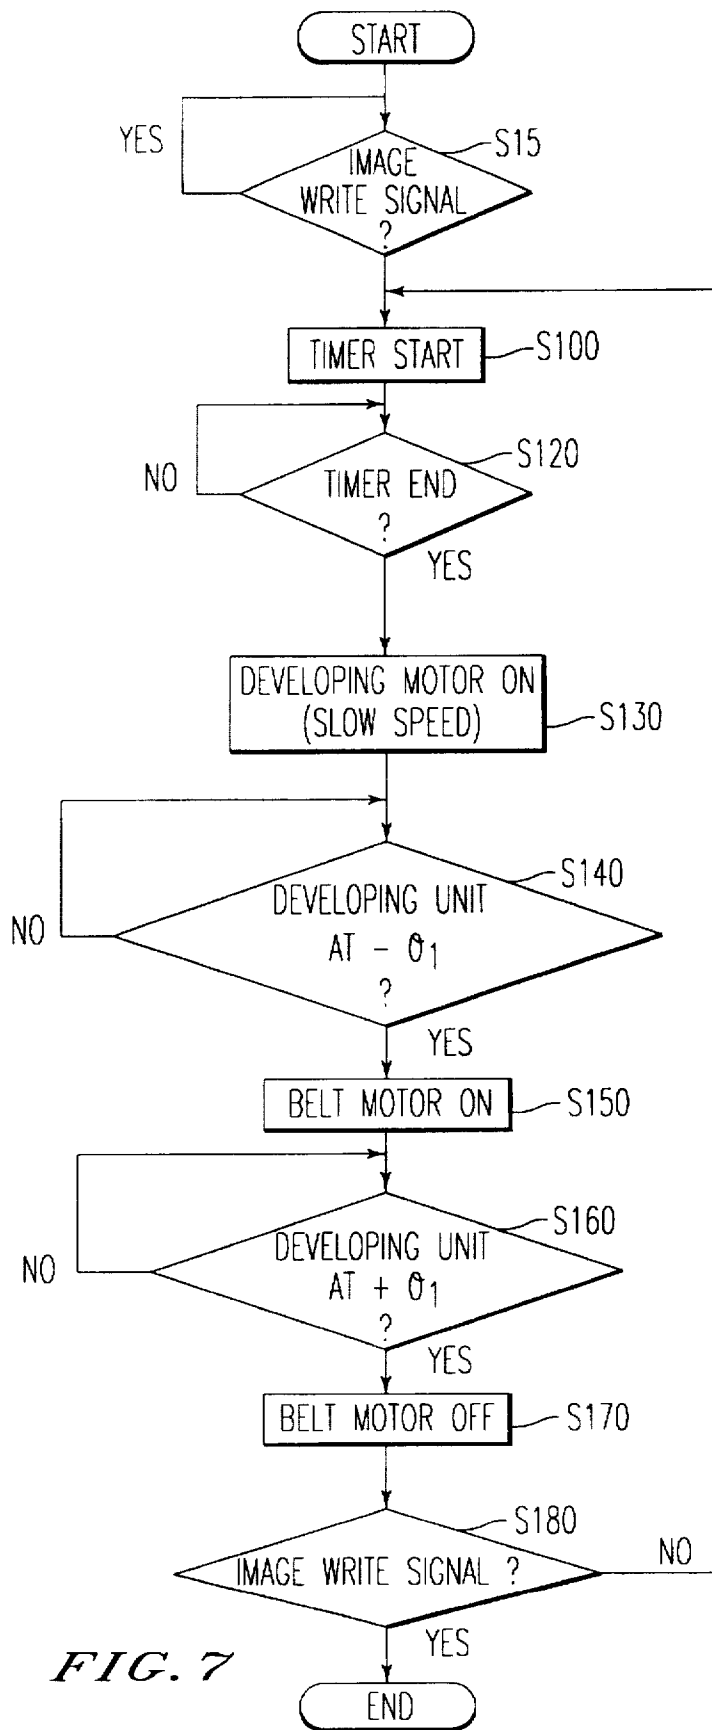 START
YES
S15
IMAGE
WRITE SIGNAL
?
TIMER START
S100
S120
NO
TIMER END
?
YES
DEVELOPING MOTOR ON
(SLOW SPEED)
S130
S140
DEVELOPING UNIT
NO
AT - θ1
?
YES
BELT MOTOR ON
S150
S160
DEVELOPING UNIT
NO
AT + θ1
?
YES
BELT MOTOR OFF
S170
S180
IMAGE WRITE SIGNAL ?
NO
YES
FIG. 7
END